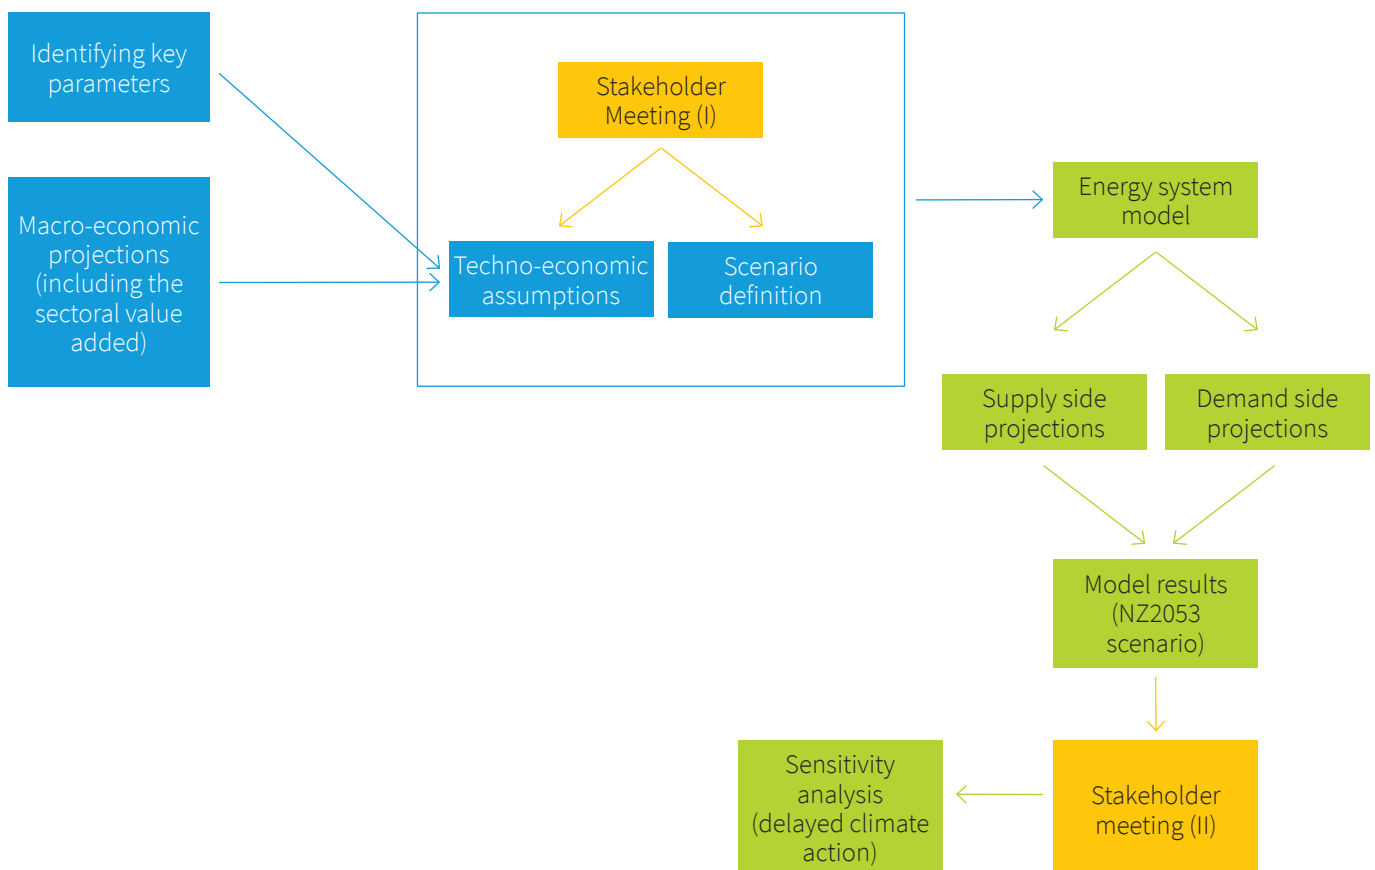 Identifying key
parameters
Macro-economic
projections
(including the
sectoral value
added)
Stakeholder
Meeting (I)
Techno-economic
assumptions
Scenario
definition
Energy system
model
Supply side
projections
Demand side
projections
Model results
(NZ2053
scenario)
Stakeholder
meeting (II)
Sensitivity
analysis
(delayed climate
action)